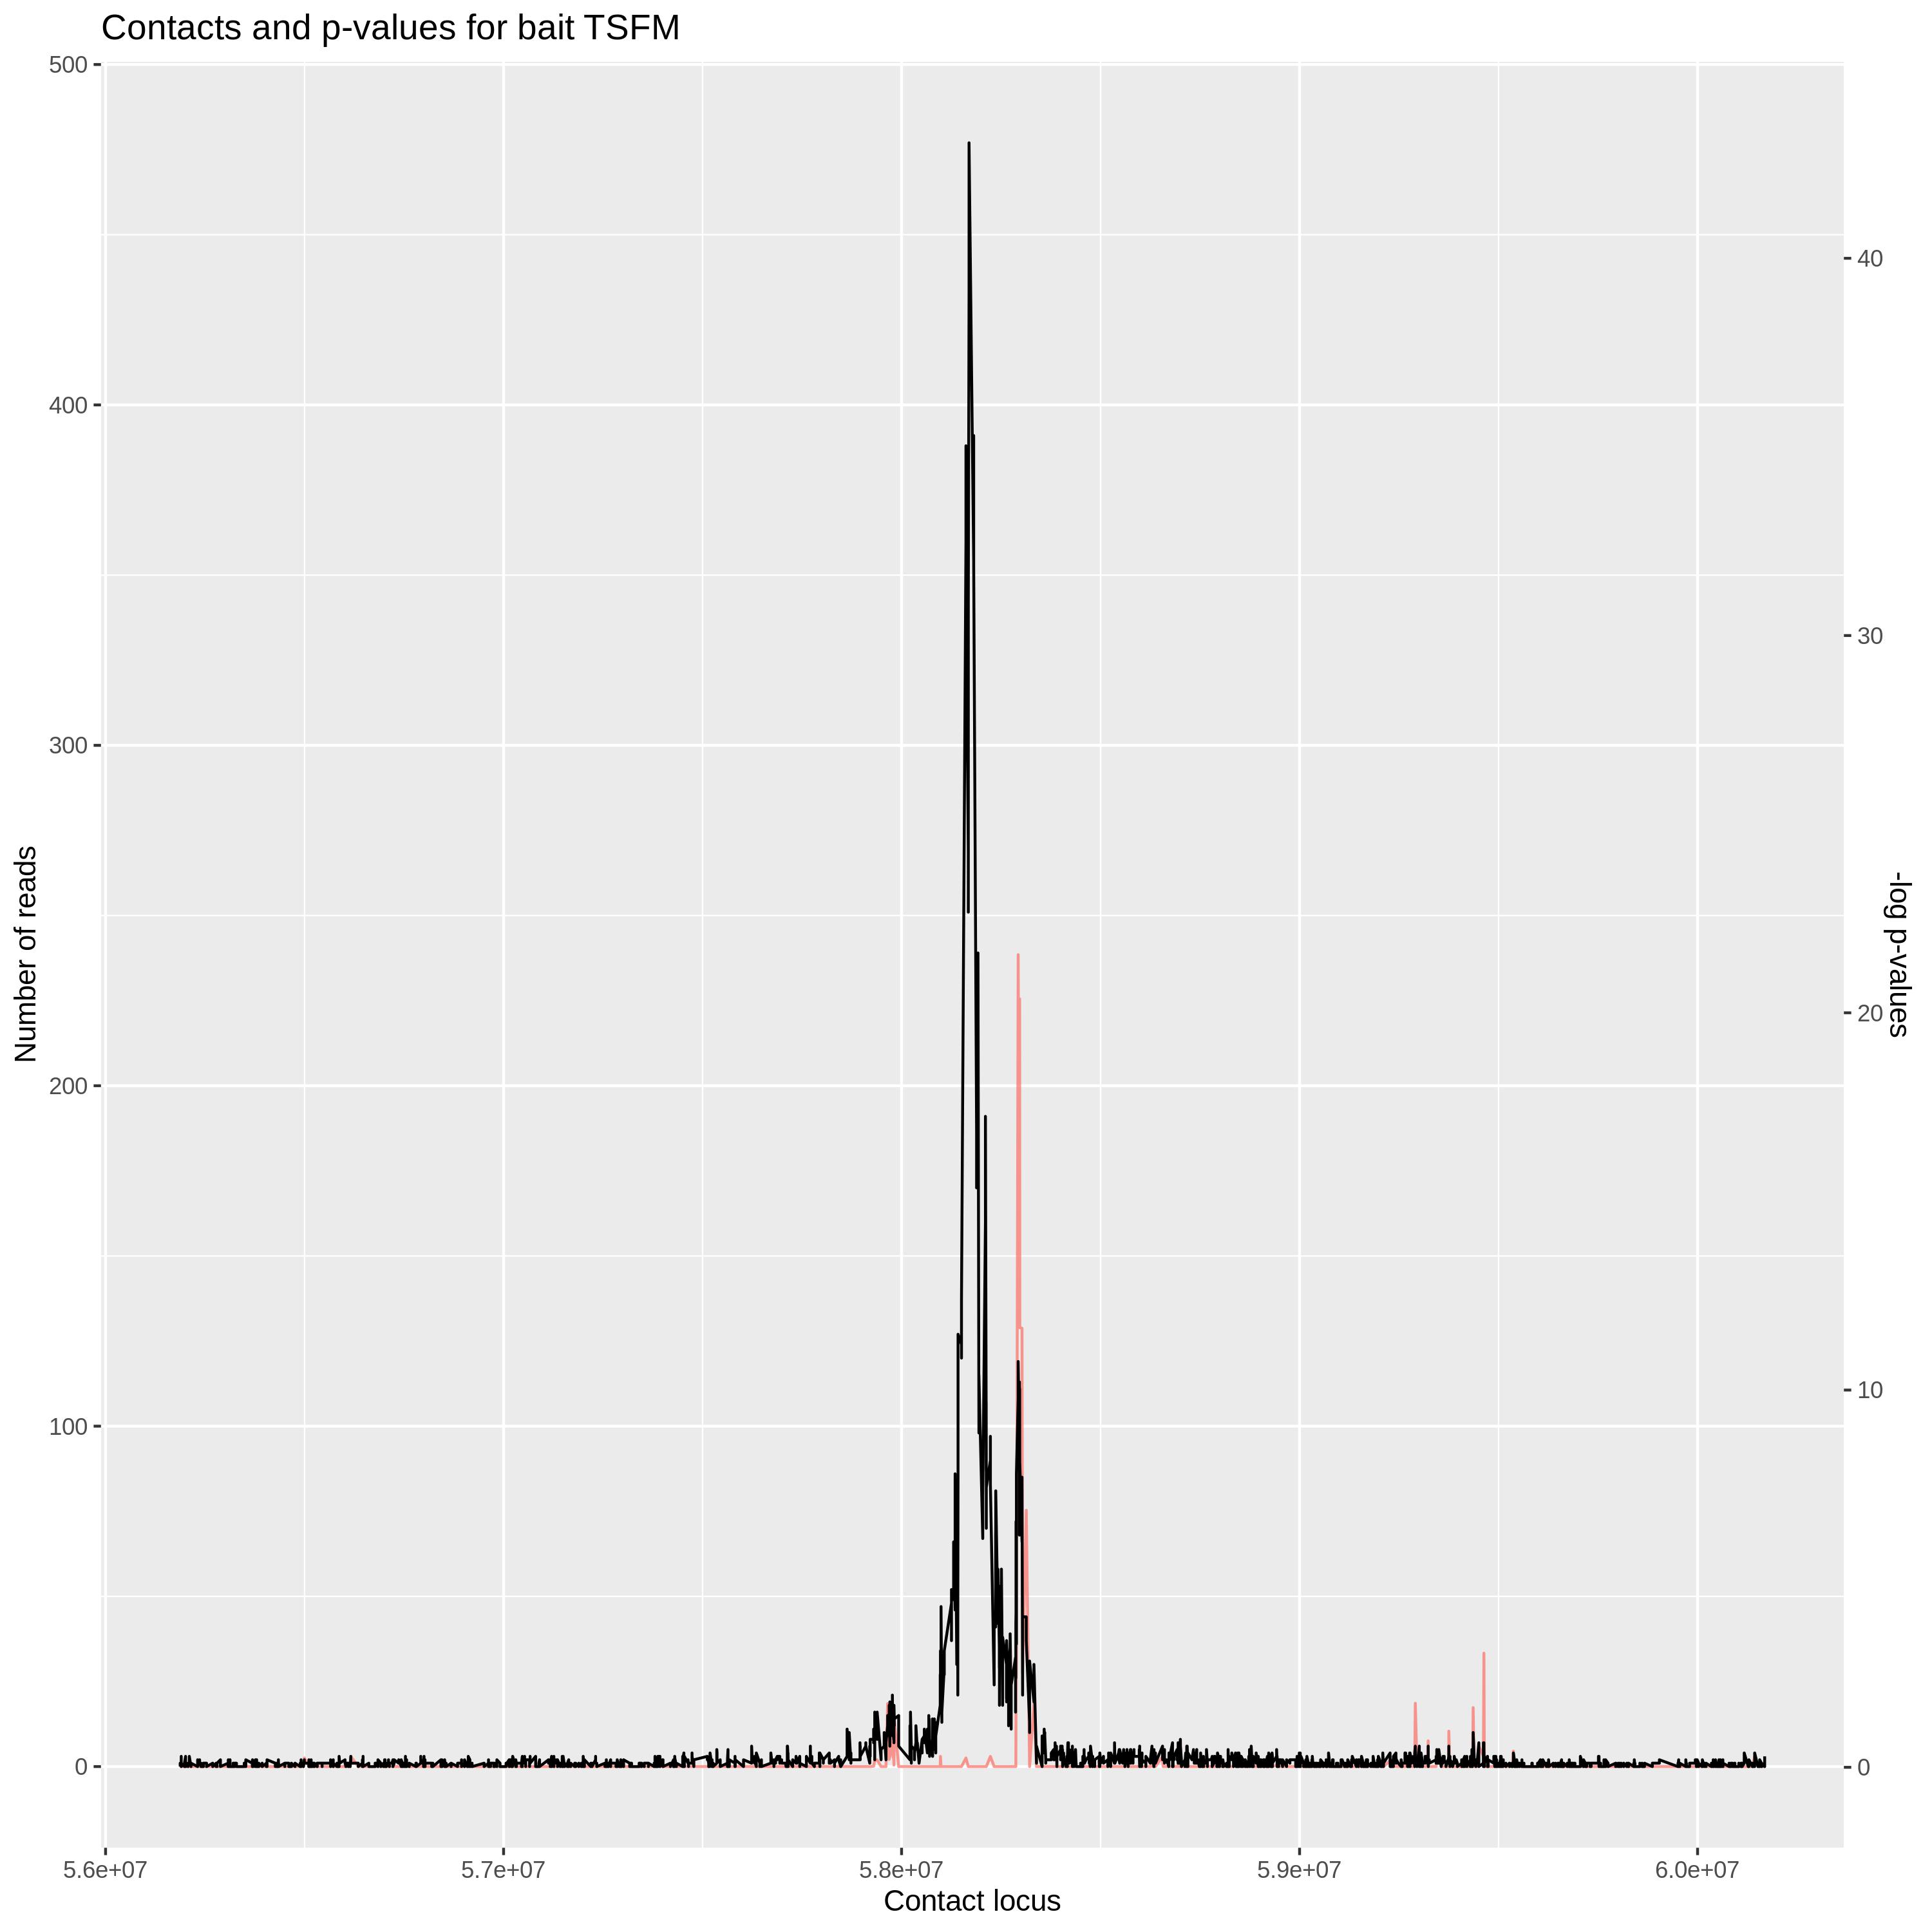 Contacts and p-values for bait TSFM
500
400
300
200
100
0
Number of reads
40
30
20
10
0
-log p-values
5.6e+07 5.7e+07 5.8e+07 5.9e+07 6.0e+07
Contact locus